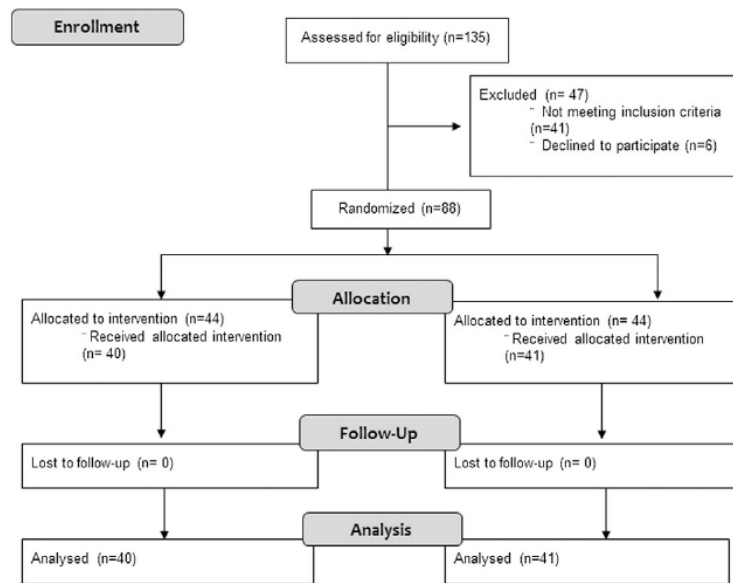 Enrollment
Assessed for eligibility (n=135)
Excluded (n= 47)
¨ Not meeting inclusion criteria
(n=41)
¨ Declined to participate (n=6)
Randomized (n=88)
Allocation
Allocated to intervention (n=44)
¨ Received allocated intervention
(n= 40)
Allocated to intervention (n= 44)
¨ Received allocated intervention
(n=41)
Follow-Up
Lost to follow-up (n= 0)
Lost to follow-up (n= 0)
Analysis
Analysed (n=40)
Analysed (n=41)